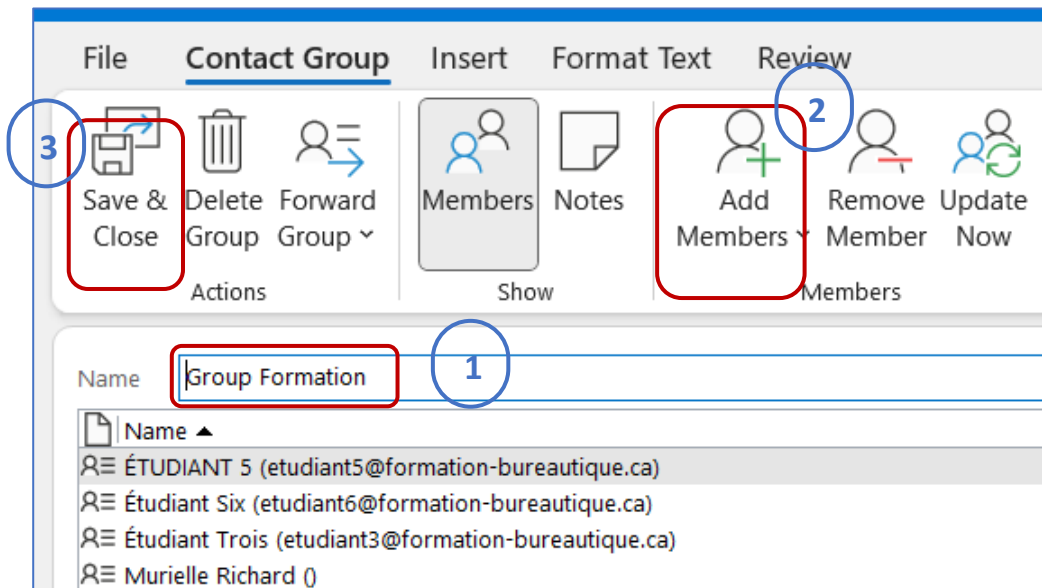 File Contact Group Insert Format Text Review
3
2
Save & Close
Delete Group
Forward Group
Members
Notes
Add Members
Remove Member
Update Now
Actions Show Members
Name Group Formation 1
Name
ÉTUDIANT 5 (etudiant5@formation-bureautique.ca)
Étudiant Six (etudiant6@formation-bureautique.ca)
Étudiant Trois (etudiant3@formation-bureautique.ca)
Murielle Richard ()